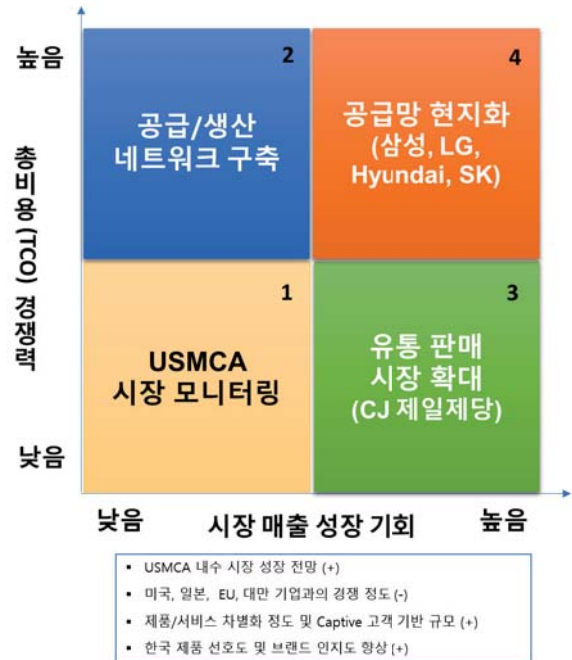 높음
2
공급/생산
네트워크 구축
4
공급망 현지화
(삼성, LG,
Hyundai, SK)
총비용 (TCO) 경쟁력
1
USMCA
시장 모니터링
3
유통 판매
시장 확대
(CJ 제일제당)
낮음
낮음 시장 매출 성장 기회 높음
▪ USMCA 내수 시장 성장 전망 (+)
▪ 미국, 일본, EU, 대만 기업과의 경쟁 정도 (-)
▪ 제품/서비스 차별화 정도 및 Captive 고객 기반 규모 (+)
▪ 한국 제품 선호도 및 브랜드 인지도 향상 (+)